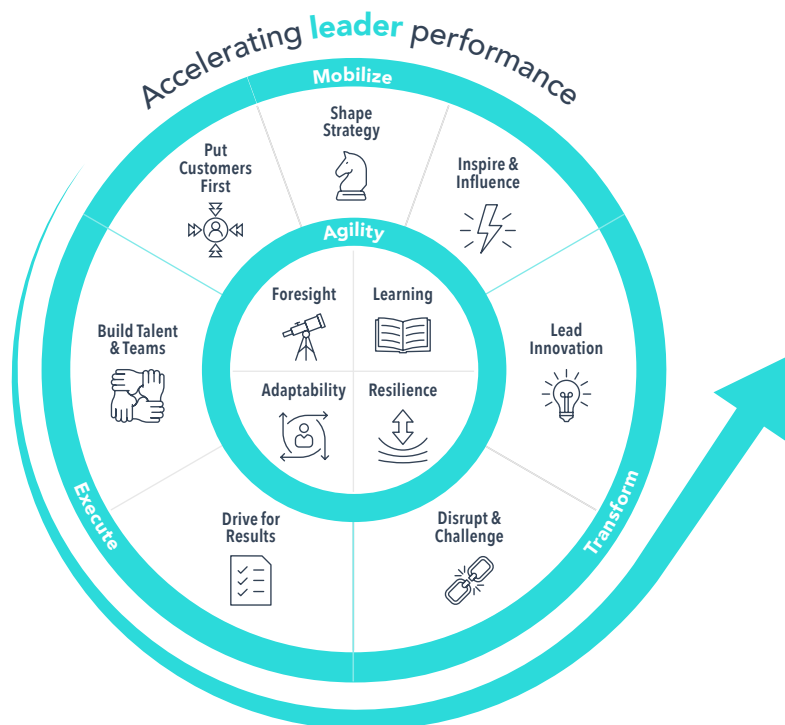 Accelerating leader performance
Mobilize
Shape
Strategy
Put
Customers
First
Inspire &
Influence
Agility
Foresight
Learning
Build Talent
& Teams
Lead
Innovation
Adaptability
Resilience
Execute
Transform
Drive for
Results
Disrupt &
Challenge